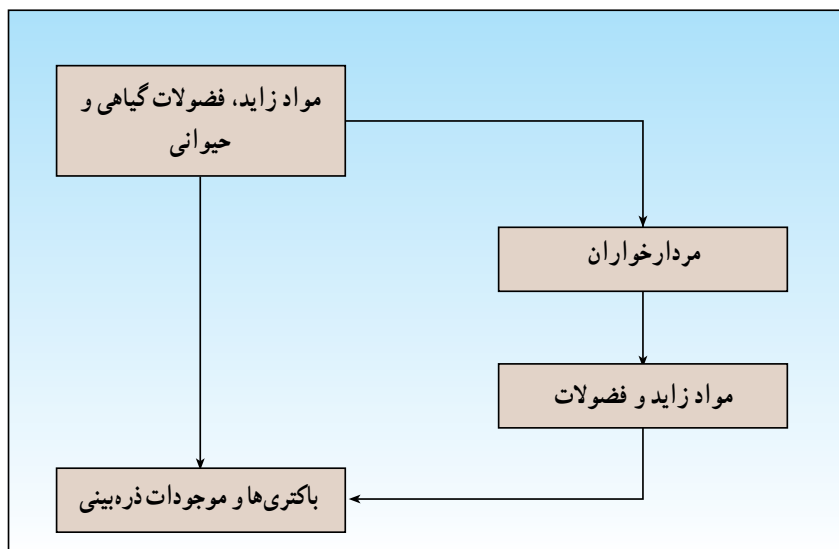 مواد زاید، فضولات گیاهی و
حیوانی
مردارخواران
مواد زاید و فضولات
باکتری‌ها و موجودات ذره‌بینی